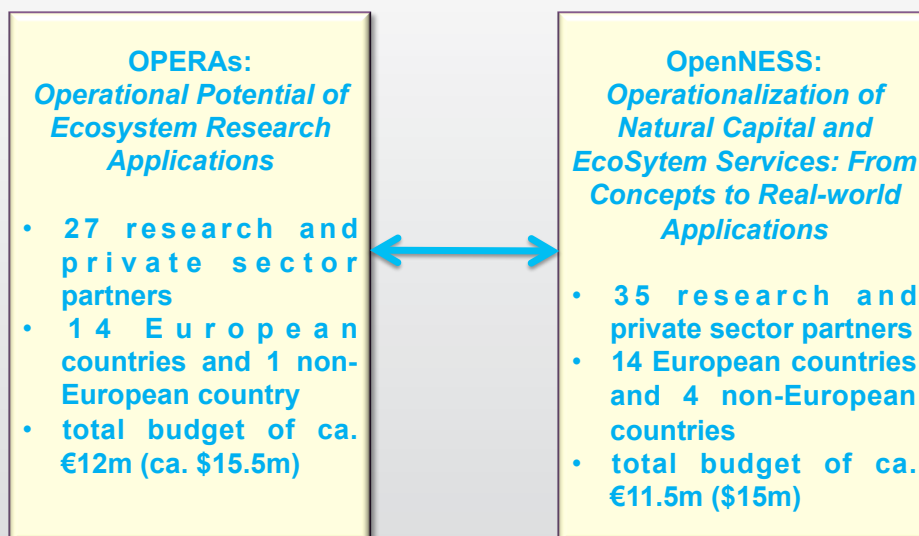 OPERAs:
Operational Potential of
Ecosystem Research
Applications
• 27 research and
private sector
partners
• 14 European
countries and 1 non-
European country
• total budget of ca.
€12m (ca. $15.5m)
OpenNESS:
Operationalization of
Natural Capital and
EcoSytem Services: From
Concepts to Real-world
Applications
• 35 research and
private sector partners
• 14 European countries
and 4 non-European
countries
• total budget of ca.
€11.5m ($15m)